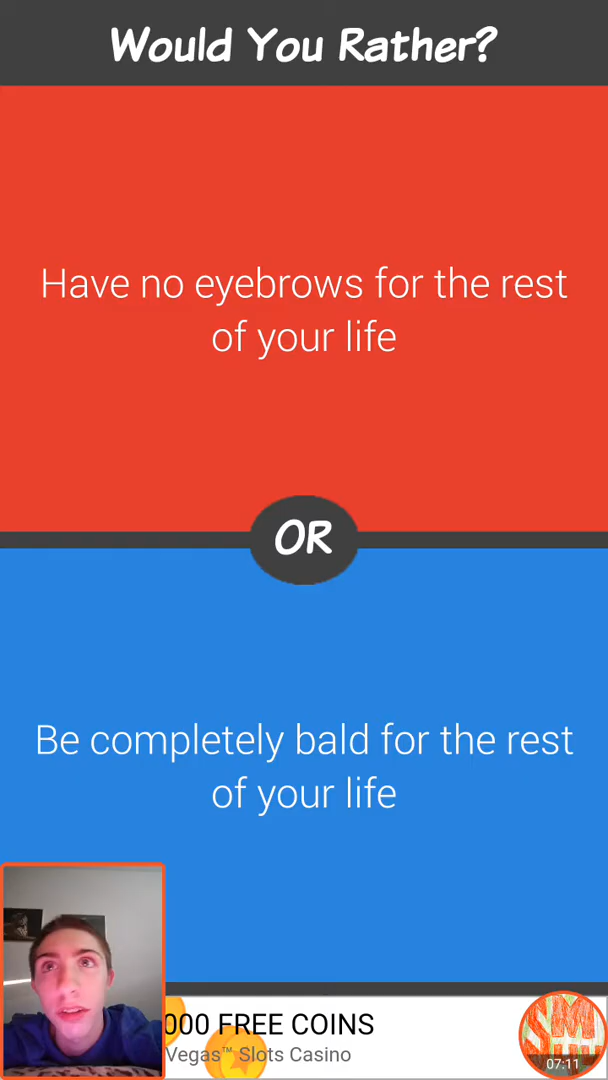 Would You Rather?
Have no eyebrows for the rest
of your life
OR
Be completely bald for the rest
of your life
000 FREE COINS
Vegas™ Slots Casino
SM
07:11